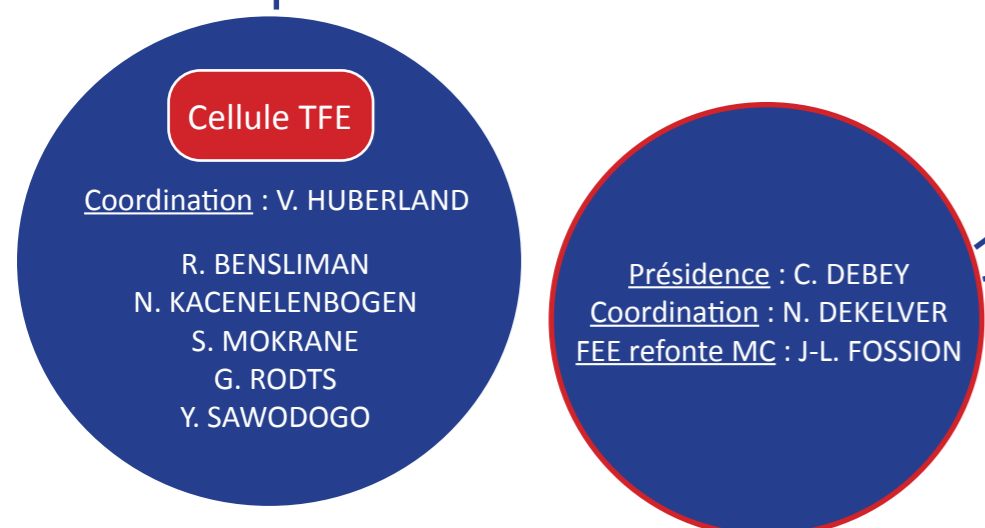 Cellule TFE
Coordination : V. HUBERLAND
R. BENSLIMAN
N. KACENELENBOGEN
S. MOKRANE
G. RODTS
Y. SAWODOGO
Présidence : C. DEBEY
Coordination : N. DEKELVER
FEE refonte MC : J-L. FOSSION